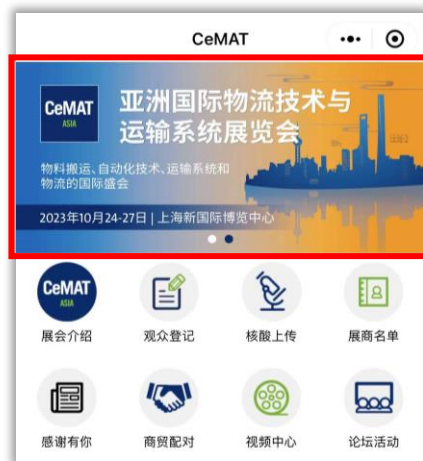 CeMAT
CeMAT
ASIA
亚洲国际物流技术与
运输系统展览会
物料搬运、自动化技术、运输系统和
物流的国际盛会
2023年10月24-27日 | 上海新国际博览中心
CeMAT
ASIA
展会介绍
观众登记
核酸上传
展商名单
感谢有你
商贸配对
视频中心
论坛活动